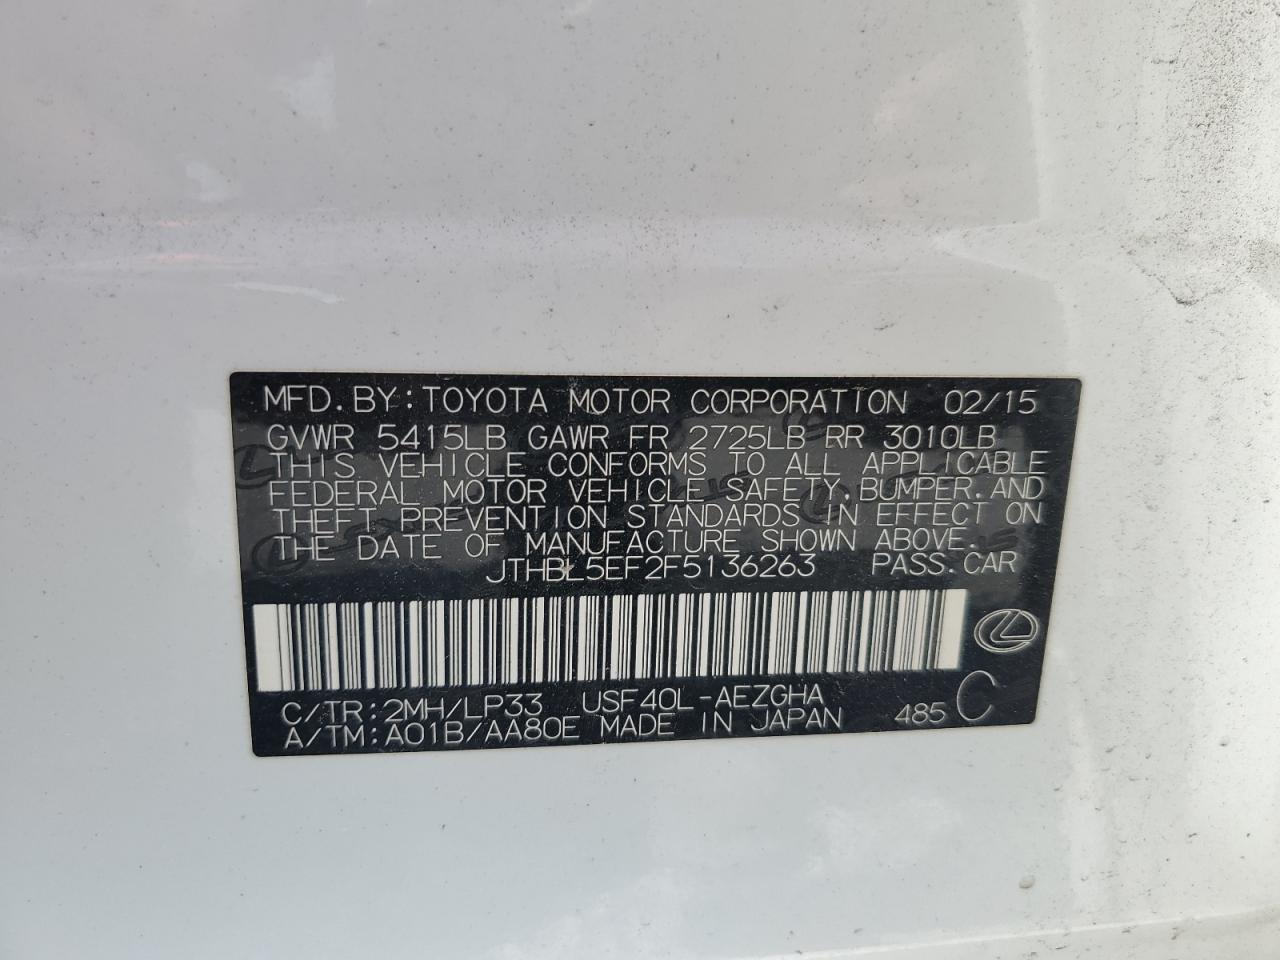 MFD. BY: TOYOTA MOTOR CORPORATION 02/15
GVWR 5415LB GAWR FR 2725LB RR 3010LB
THIS VEHICLE CONFORMS TO ALL APPLICABLE
FEDERAL MOTOR VEHICLE SAFETY, BUMPER, AND
THEFT PREVENTION STANDARDS IN EFFECT ON
THE DATE OF MANUFACTURE SHOWN ABOVE.
JTHBL5EF2F5136263 PASS. CAR
C/TR: 2MH/LP33 USF40L-AEZGHA
A/TM: A01B/AA80E MADE IN JAPAN 485 C